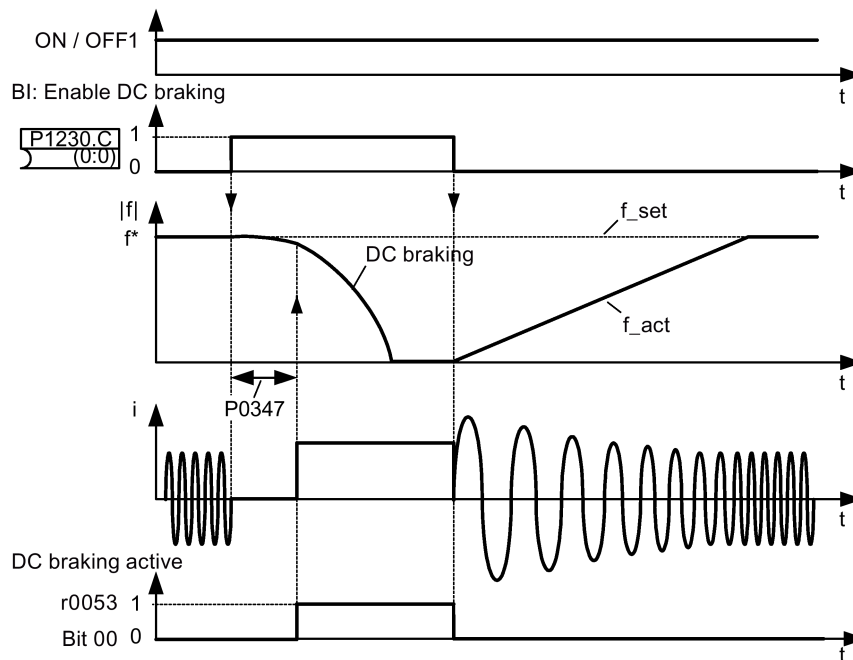 ON / OFF1
t
BI: Enable DC braking
P1230.C
(0:0)
1
0
t
|f|
f*
f_set
DC braking
f_act
t
P0347
i
t
DC braking active
r0053 1
Bit 00 0
t